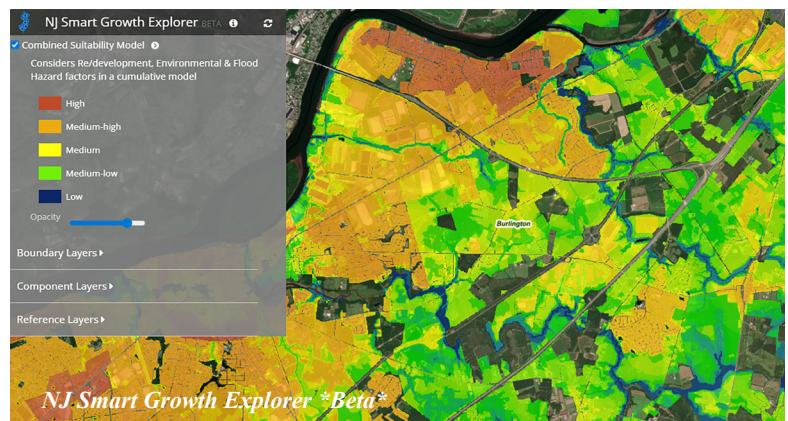 NJ Smart Growth Explorer BETA
Combined Suitability Model
Considers Re/development, Environmental & Flood
Hazard factors in a cumulative model
High
Medium-high
Medium
Medium-low
Low
Opacity
Boundary Layers
Component Layers
Reference Layers
Burlington
NJ Smart Growth Explorer *Beta*